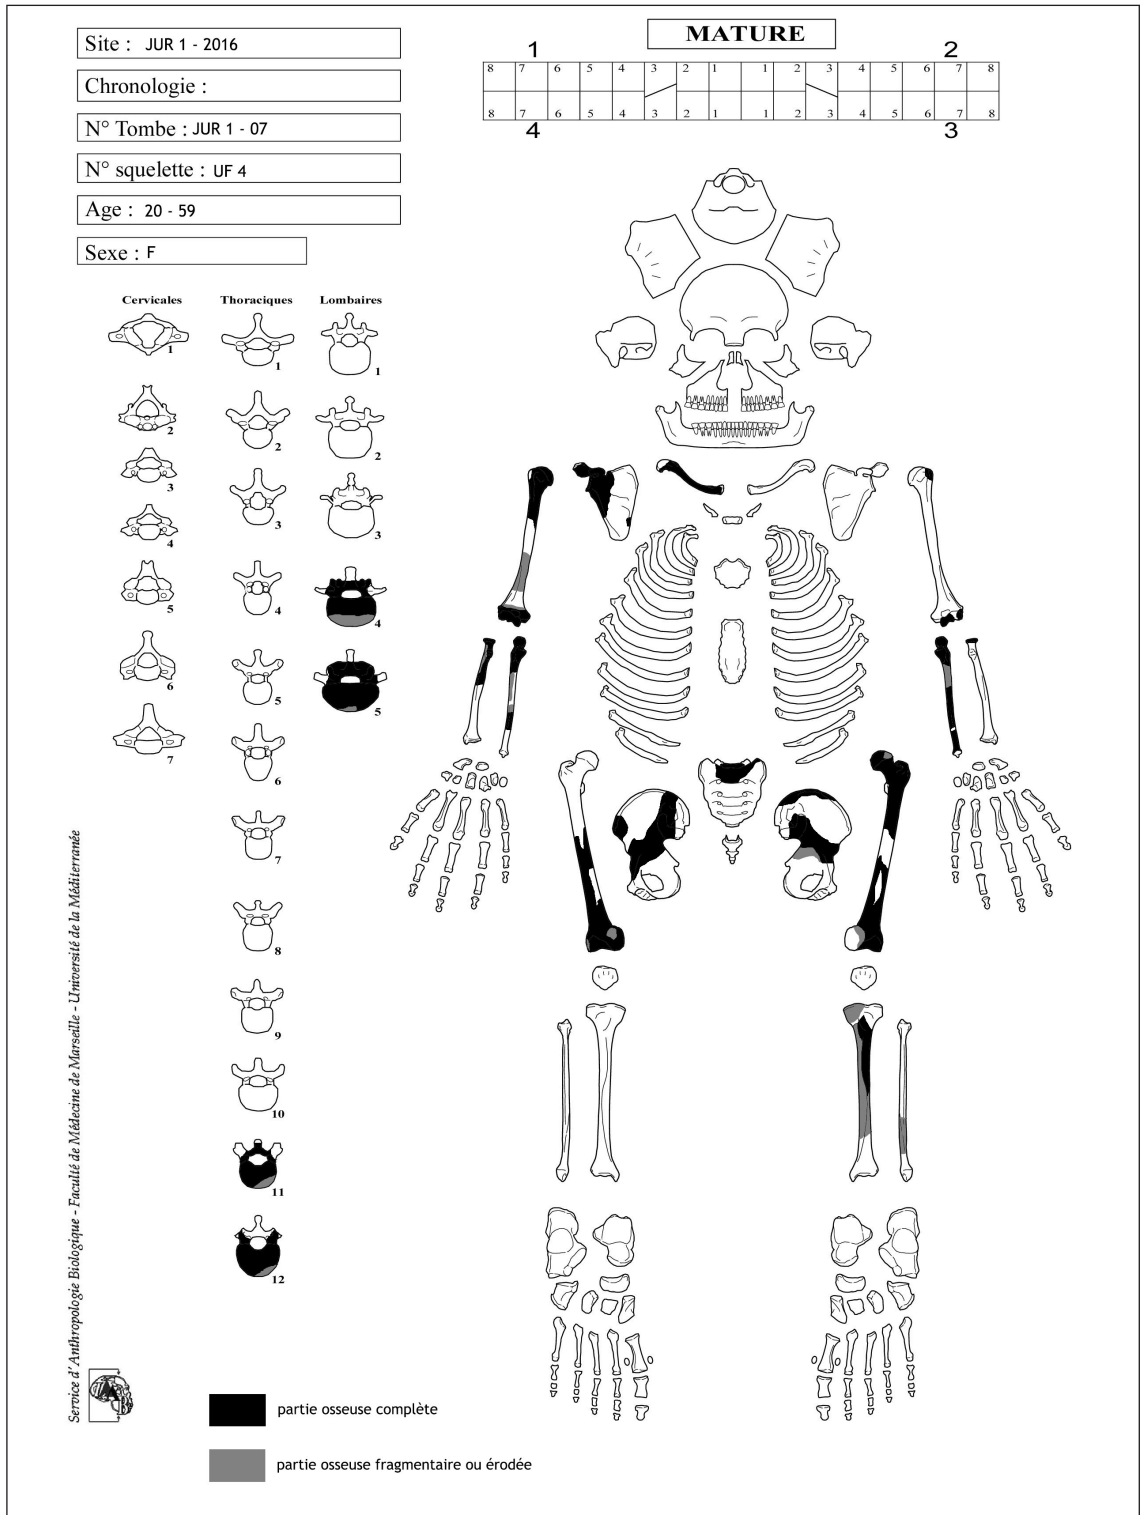 Site : JUR 1 - 2016
Chronologie :
N° Tombe : JUR 1 - 07
N° squelette : UF 4
Age : 20 - 59
Sexe : F
MATURE
1 2
8 7 6 5 4 3 2 1 1 2 3 4 5 6 7 8
8 7 6 5 4 3 2 1 1 2 3 4 5 6 7 8
4 3
Cervicales
1
2
3
4
5
6
7
Thoraciques
1
2
3
4
5
6
7
8
9
10
11
12
Lombaires
1
2
3
4
5
Service d'Anthropologie Biologique - Faculté de Médecine de Marseille - Université de la Méditerranée
partie osseuse complète
partie osseuse fragmentaire ou érodée